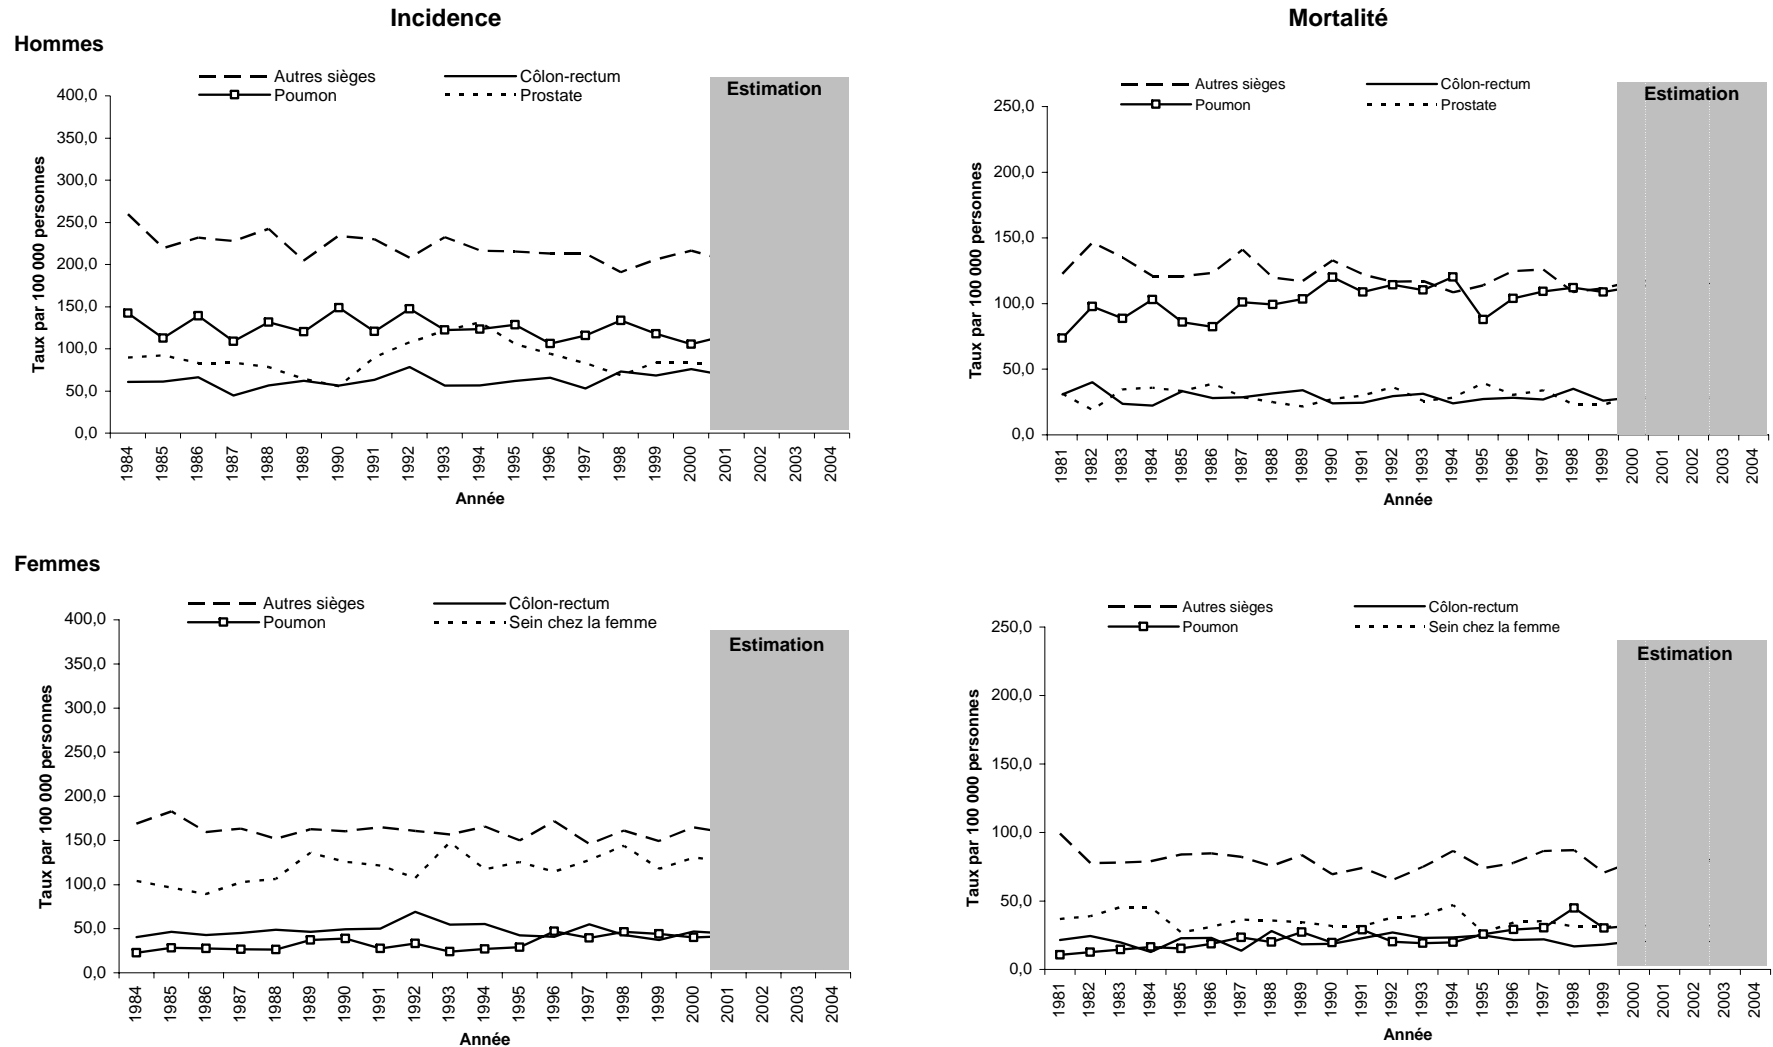 Incidence
Mortalité
Hommes
Autres sièges
Côlon-rectum
Poumon
Prostate
Estimation
400,0
350,0
300,0
250,0
200,0
150,0
100,0
50,0
0,0
Taux par 100 000 personnes
1984 1985 1986 1987 1988 1989 1990 1991 1992 1993 1994 1995 1996 1997 1998 1999 2000 2001 2002 2003 2004
Année
Autres sièges
Côlon-rectum
Poumon
Prostate
Estimation
250,0
200,0
150,0
100,0
50,0
0,0
Taux par 100 000 personnes
1981 1982 1983 1984 1985 1986 1987 1988 1989 1990 1991 1992 1993 1994 1995 1996 1997 1998 1999 2000 2001 2002 2003 2004
Année
Femmes
Autres sièges
Côlon-rectum
Poumon
Sein chez la femme
Estimation
400,0
350,0
300,0
250,0
200,0
150,0
100,0
50,0
0,0
Taux par 100 000 personnes
1984 1985 1986 1987 1988 1989 1990 1991 1992 1993 1994 1995 1996 1997 1998 1999 2000 2001 2002 2003 2004
Année
Autres sièges
Côlon-rectum
Poumon
Sein chez la femme
Estimation
250,0
200,0
150,0
100,0
50,0
0,0
Taux par 100 000 personnes
1981 1982 1983 1984 1985 1986 1987 1988 1989 1990 1991 1992 1993 1994 1995 1996 1997 1998 1999 2000 2001 2002 2003 2004
Année